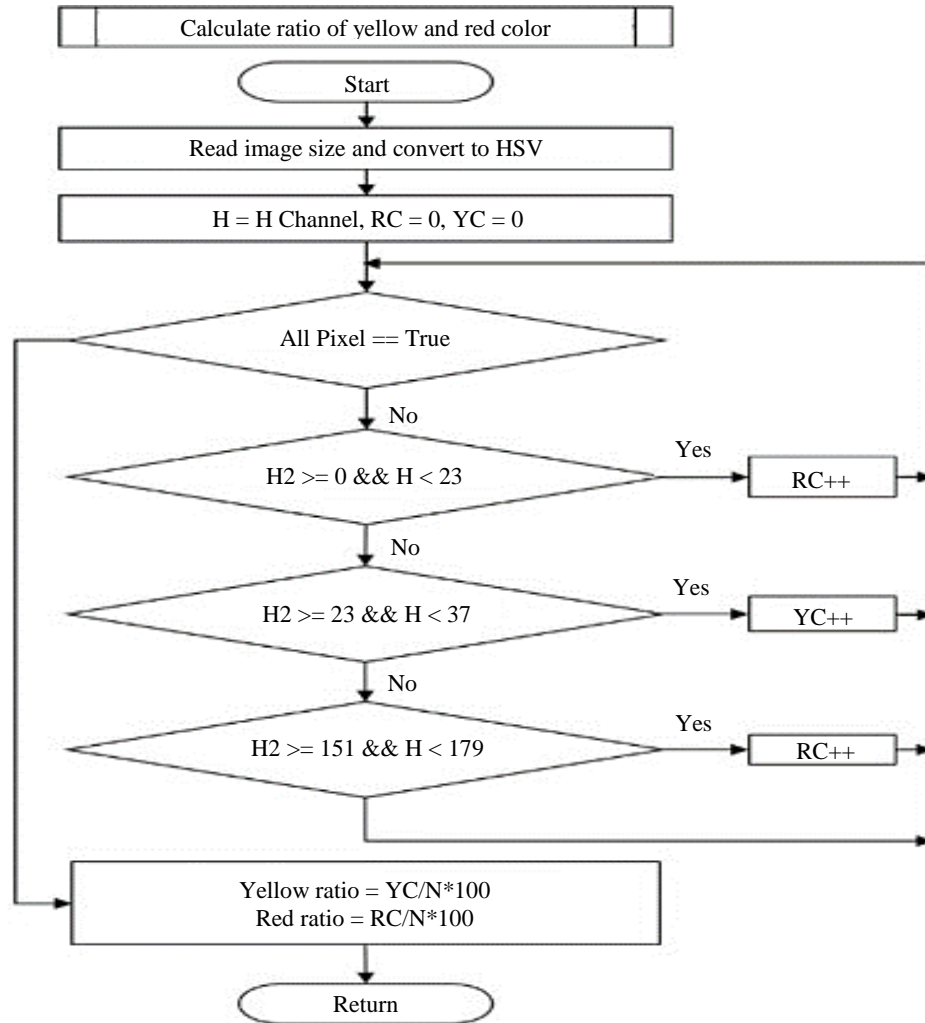 Calculate ratio of yellow and red color
Start
Read image size and convert to HSV
H = H Channel, RC = 0, YC = 0
All Pixel == True
No
H2 >= 0 && H < 23
Yes
RC++
No
H2 >= 23 && H < 37
Yes
YC++
No
H2 >= 151 && H < 179
Yes
RC++
Yellow ratio = YC/N*100
Red ratio = RC/N*100
Return